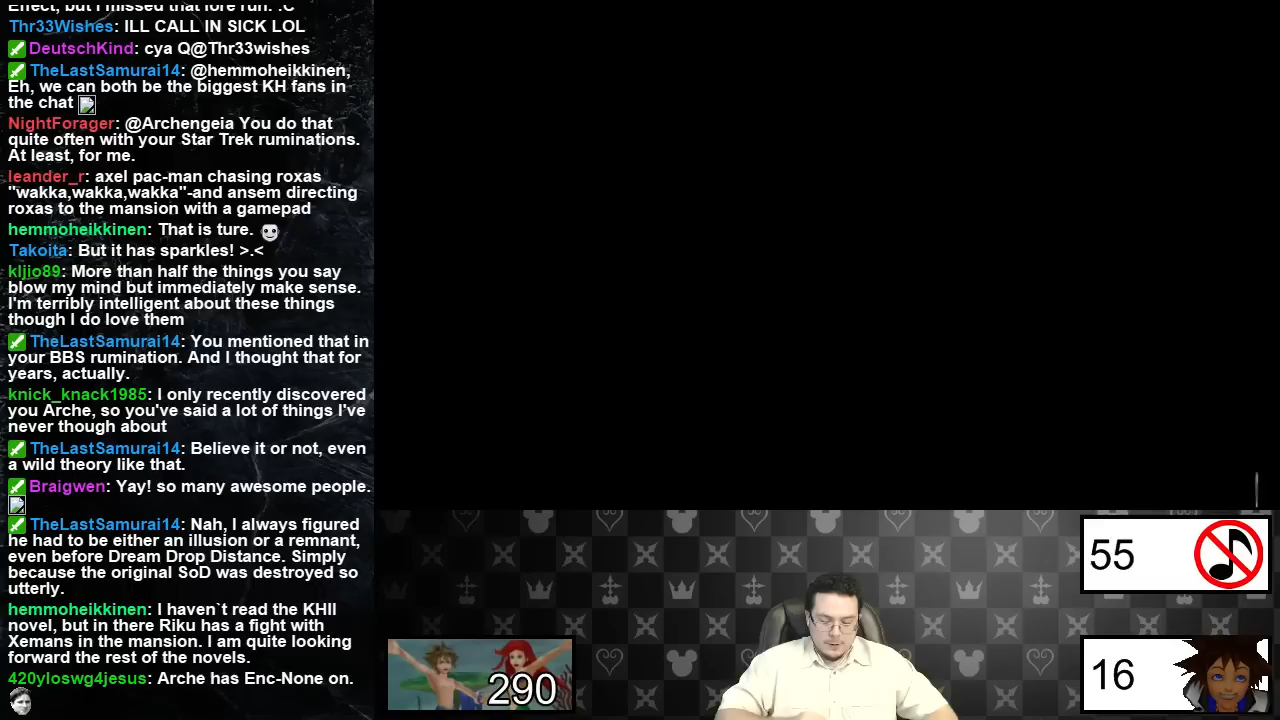 Effect, but I missed that fore run. :C
Thr33Wishes: ILL CALL IN SICK LOL
DeutschKind: cya Q@Thr33wishes
TheLastSamurai14: @hemmoheikkinen,
Eh, we can both be the biggest KH fans in
the chat
NightForager: @Archengeia You do that
quite often with your Star Trek ruminations.
At least, for me.
leander_r: axel pac-man chasing roxas
"wakka,wakka,wakka"-and ansem directing
roxas to the mansion with a gamepad
hemmoheikkinen: That is ture.
Takoita: But it has sparkles! >.<
kljio89: More than half the things you say
blow my mind but immediately make sense.
I'm terribly intelligent about these things
though I do love them
TheLastSamurai14: You mentioned that in
your BBS rumination. And I thought that for
years, actually.
knick_knack1985: I only recently discovered
you Arche, so you've said a lot of things I've
never though about
TheLastSamurai14: Believe it or not, even
a wild theory like that.
Braigwen: Yay! so many awesome people.
TheLastSamurai14: Nah, I always figured
he had to be either an illusion or a remnant,
even before Dream Drop Distance. Simply
because the original SoD was destroyed so
utterly.
hemmoheikkinen: I haven`t read the KHII
novel, but in there Riku has a fight with
Xemans in the mansion. I am quite looking
forward the rest of the novels.
420yloswg4jesus: Arche has Enc-None on.
55
290
16